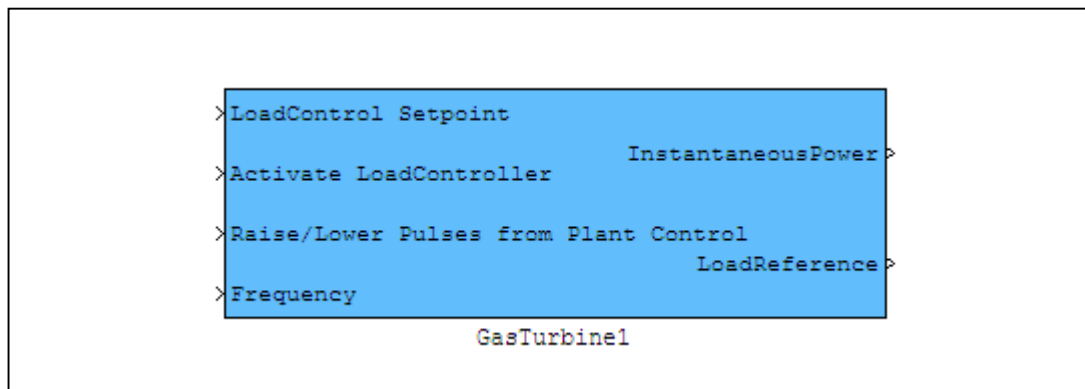 LoadControl Setpoint
InstantaneousPower
Activate LoadController
Raise/Lower Pulses from Plant Control
LoadReference
Frequency
GasTurbine1